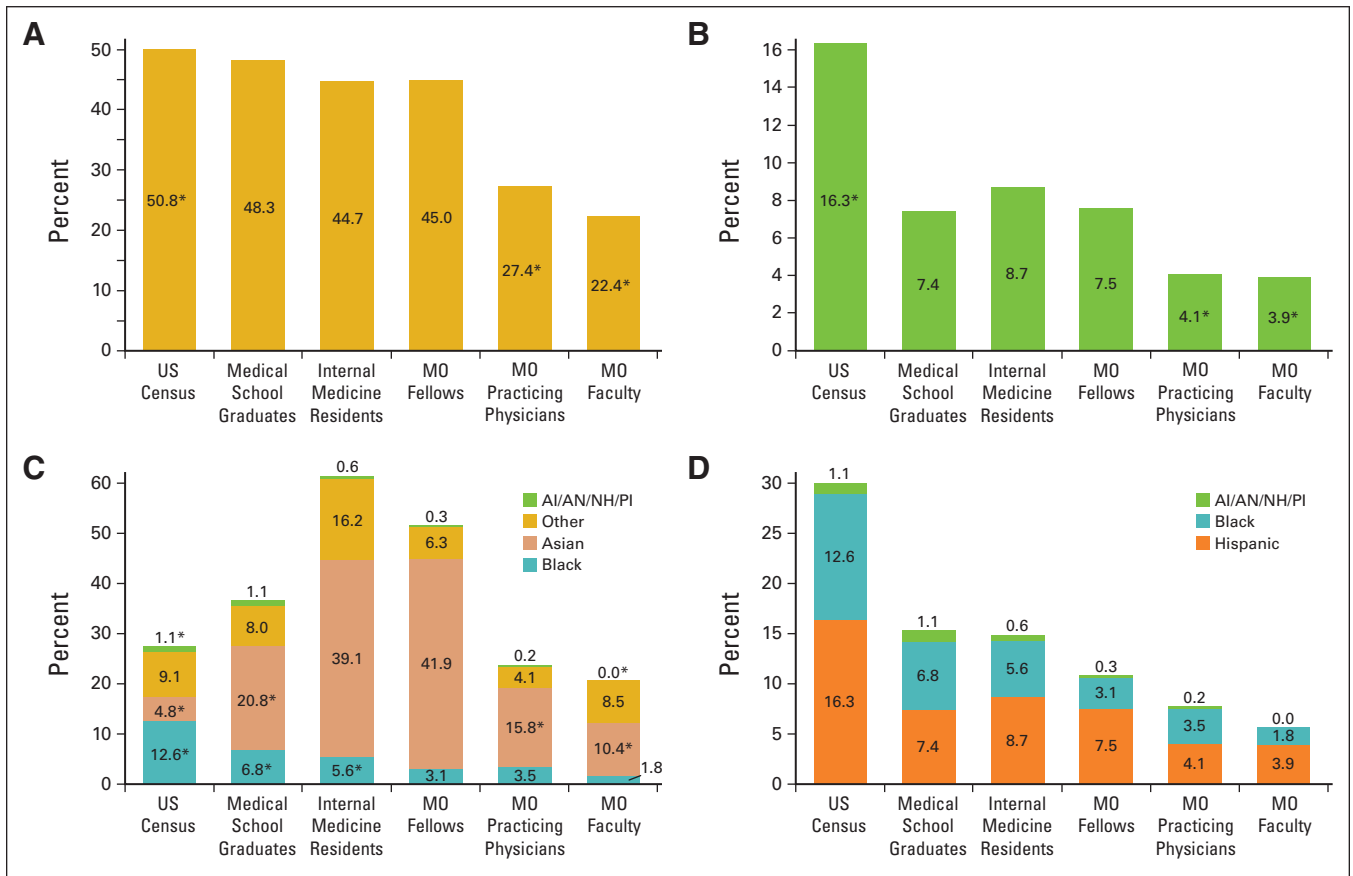 A
Percent
50
40
30
20
10
0
50.8*
48.3
44.7
45.0
27.4*
22.4*
US
Census
Medical
School
Graduates
Internal
Medicine
Residents
MO
Fellows
MO
Practicing
Physicians
MO
Faculty
B
Percent
16
14
12
10
8
6
4
2
0
16.3*
7.4
8.7
7.5
4.1*
3.9*
US
Census
Medical
School
Graduates
Internal
Medicine
Residents
MO
Fellows
MO
Practicing
Physicians
MO
Faculty
C
Percent
60
50
40
30
20
10
0
AI/AN/NH/PI
Other
Asian
Black
1.1*
9.1
4.8*
12.6*
1.1
8.0
20.8*
6.8*
0.6
16.2
39.1
5.6*
0.3
6.3
41.9
3.1
0.2
4.1
15.8*
3.5
0.0*
8.5
10.4*
1.8
US
Census
Medical
School
Graduates
Internal
Medicine
Residents
MO
Fellows
MO
Practicing
Physicians
MO
Faculty
D
Percent
30
25
20
15
10
5
0
AI/AN/NH/PI
Black
Hispanic
1.1
12.6
16.3
1.1
6.8
7.4
0.6
5.6
8.7
0.3
3.1
7.5
0.2
3.5
4.1
0.0
1.8
3.9
US
Census
Medical
School
Graduates
Internal
Medicine
Residents
MO
Fellows
MO
Practicing
Physicians
MO
Faculty